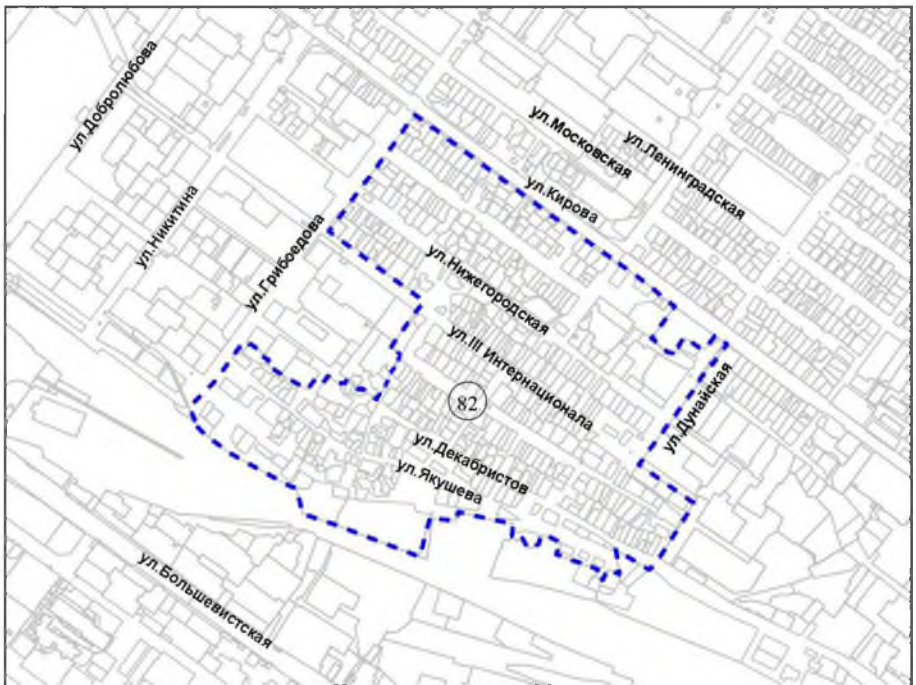 ул.Добролюбова
ул.Московская
ул.Ленинградская
ул.Кирова
ул.Никитина
ул.Грибоедова
ул.Нижегородская
ул.III Интернационала
ул.Дунайская
82
ул.Декабристов
ул.Якушева
ул.Большевистская